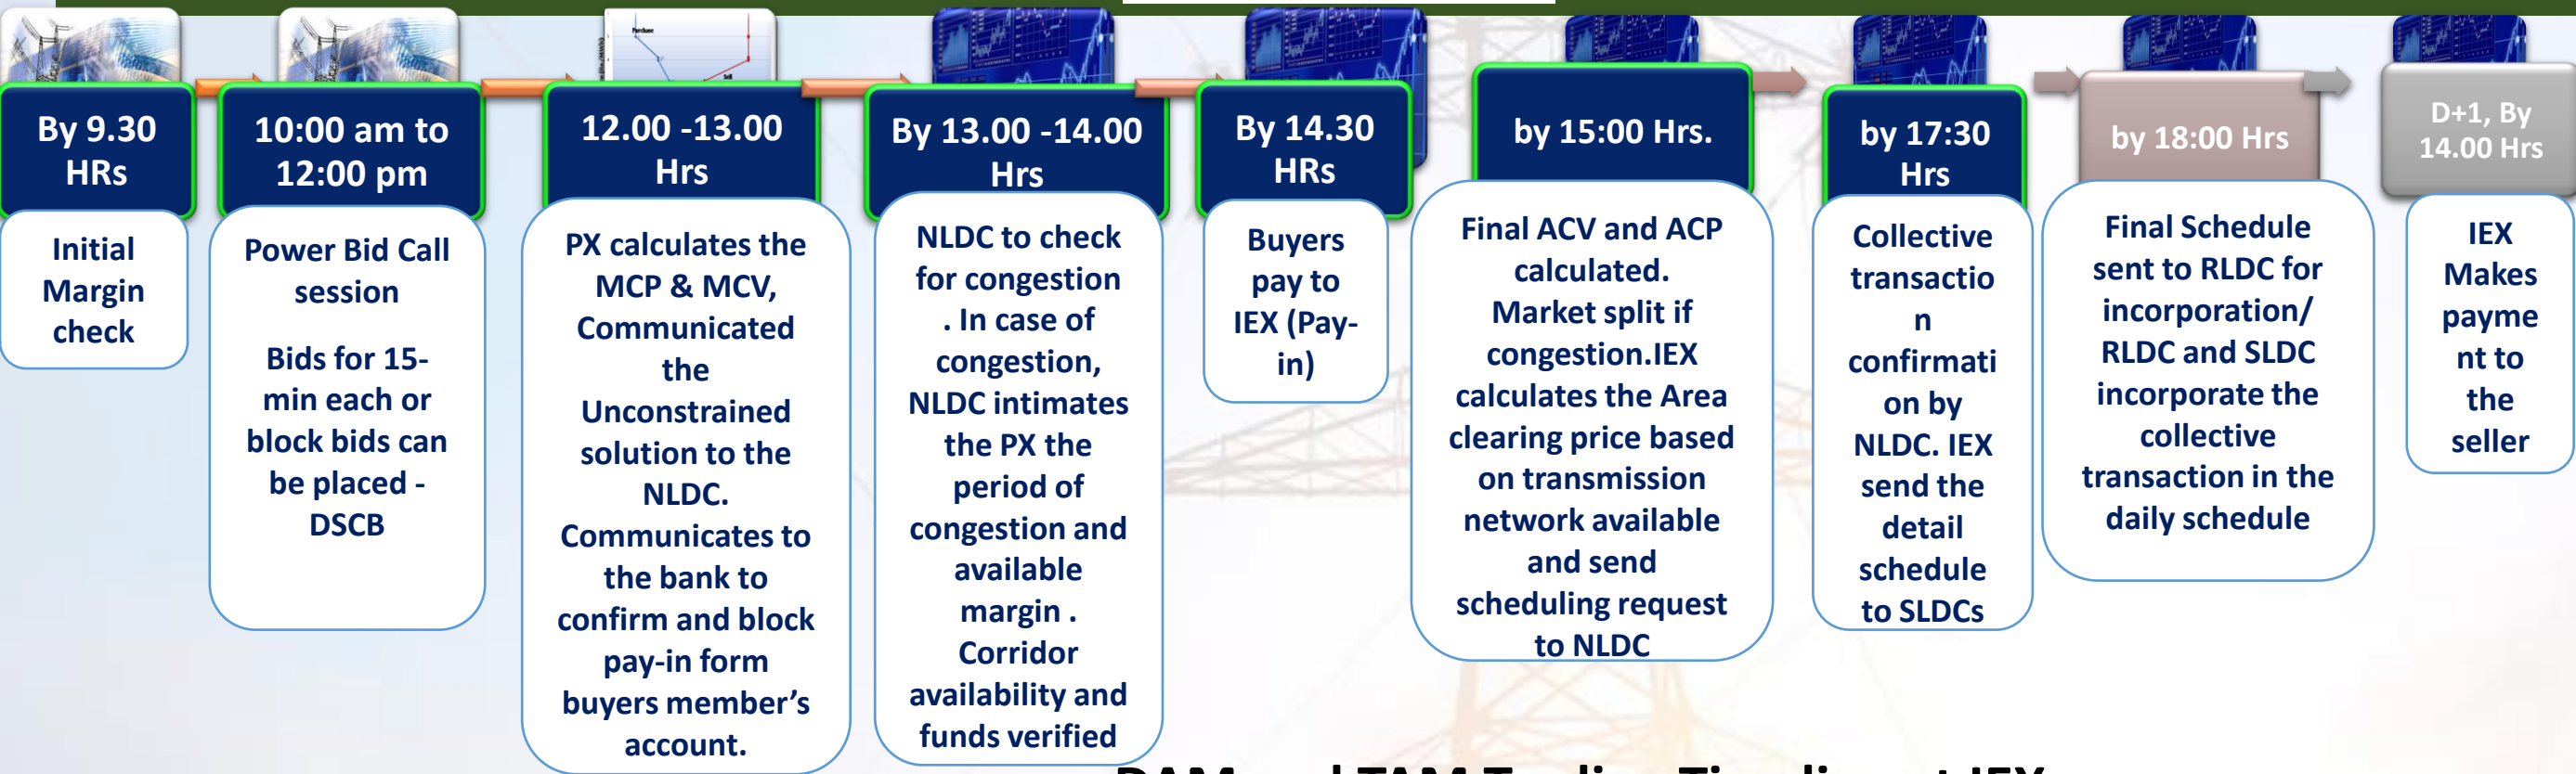 Purchase
Sell
By 9.30
HRs
Initial
Margin
check
10:00 am to
12:00 pm
Power Bid Call
session
Bids for 15-
min each or
block bids can
be placed -
DSCB
12.00 -13.00
Hrs
PX calculates the
MCP & MCV,
Communicated
the
Unconstrained
solution to the
NLDC.
Communicates to
the bank to
confirm and block
pay-in form
buyers member’s
account.
By 13.00 -14.00
Hrs
NLDC to check
for congestion
. In case of
congestion,
NLDC intimates
the PX the
period of
congestion and
available
margin .
Corridor
availability and
funds verified
By 14.30
HRs
Buyers
pay to
IEX (Pay-
in)
by 15:00 Hrs.
Final ACV and ACP
calculated.
Market split if
congestion.IEX
calculates the Area
clearing price based
on transmission
network available
and send
scheduling request
to NLDC
by 17:30
Hrs
Collective
transactio
n
confirmati
on by
NLDC. IEX
send the
detail
schedule
to SLDCs
by 18:00 Hrs
Final Schedule
sent to RLDC for
incorporation/
RLDC and SLDC
incorporate the
collective
transaction in the
daily schedule
D+1, By
14.00 Hrs
IEX
Makes
payme
nt to
the
seller
DAM and TAM Trading Timeline at IEX